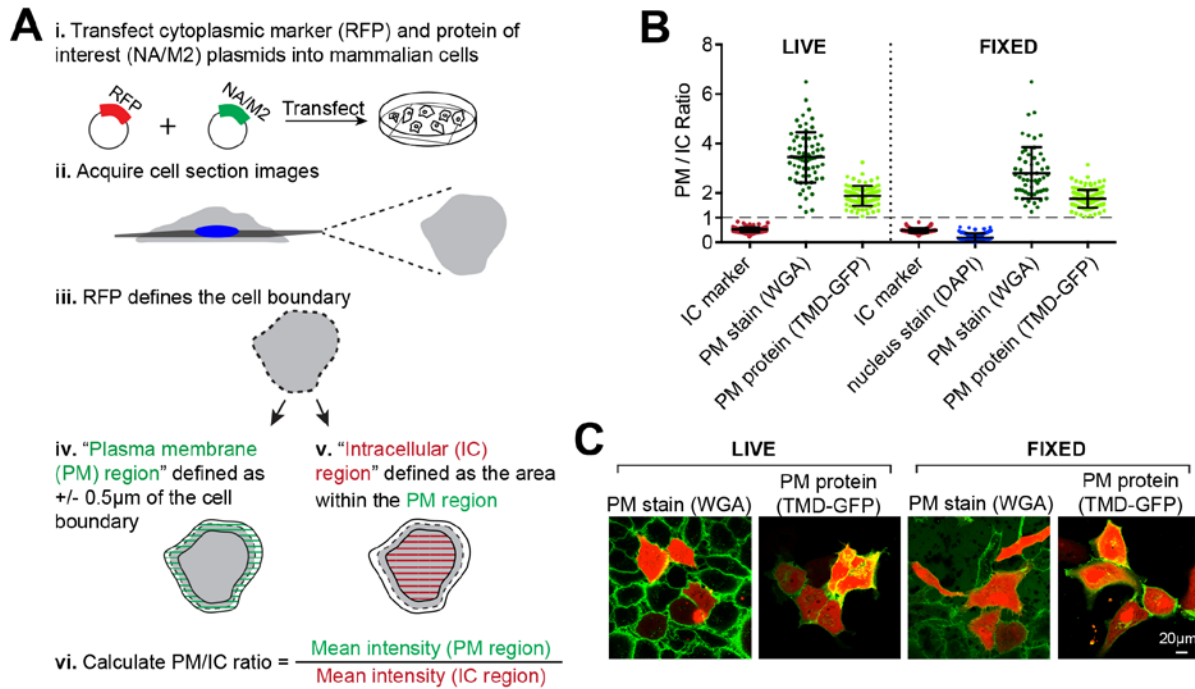 A
i. Transfect cytoplasmic marker (RFP) and protein of
interest (NA/M2) plasmids into mammalian cells
RFP
+
NA/M2
Transfect
ii. Acquire cell section images
iii. RFP defines the cell boundary
iv. “Plasma membrane
(PM) region” defined as
+/- 0.5µm of the cell
boundary
v. “Intracellular (IC)
region” defined as the area
within the PM region
vi. Calculate PM/IC ratio =
Mean intensity (PM region)
Mean intensity (IC region)
B
LIVE
FIXED
PM / IC Ratio
8
6
4
2
1
0
IC marker
PM stain (WGA)
PM protein (TMD-GFP)
IC marker
nucleus stain (DAPI)
PM stain (WGA)
PM protein (TMD-GFP)
C
LIVE
FIXED
PM stain (WGA)
PM protein
(TMD-GFP)
PM stain (WGA)
PM protein
(TMD-GFP)
20µm